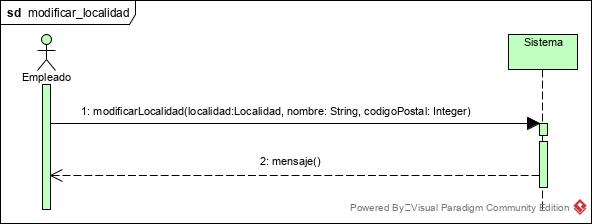 sd modificar_localidad
Sistema
Empleado
1: modificarLocalidad(localidad:Localidad, nombre: String, codigoPostal: Integer)
2: mensaje()
Powered By Visual Paradigm Community Edition